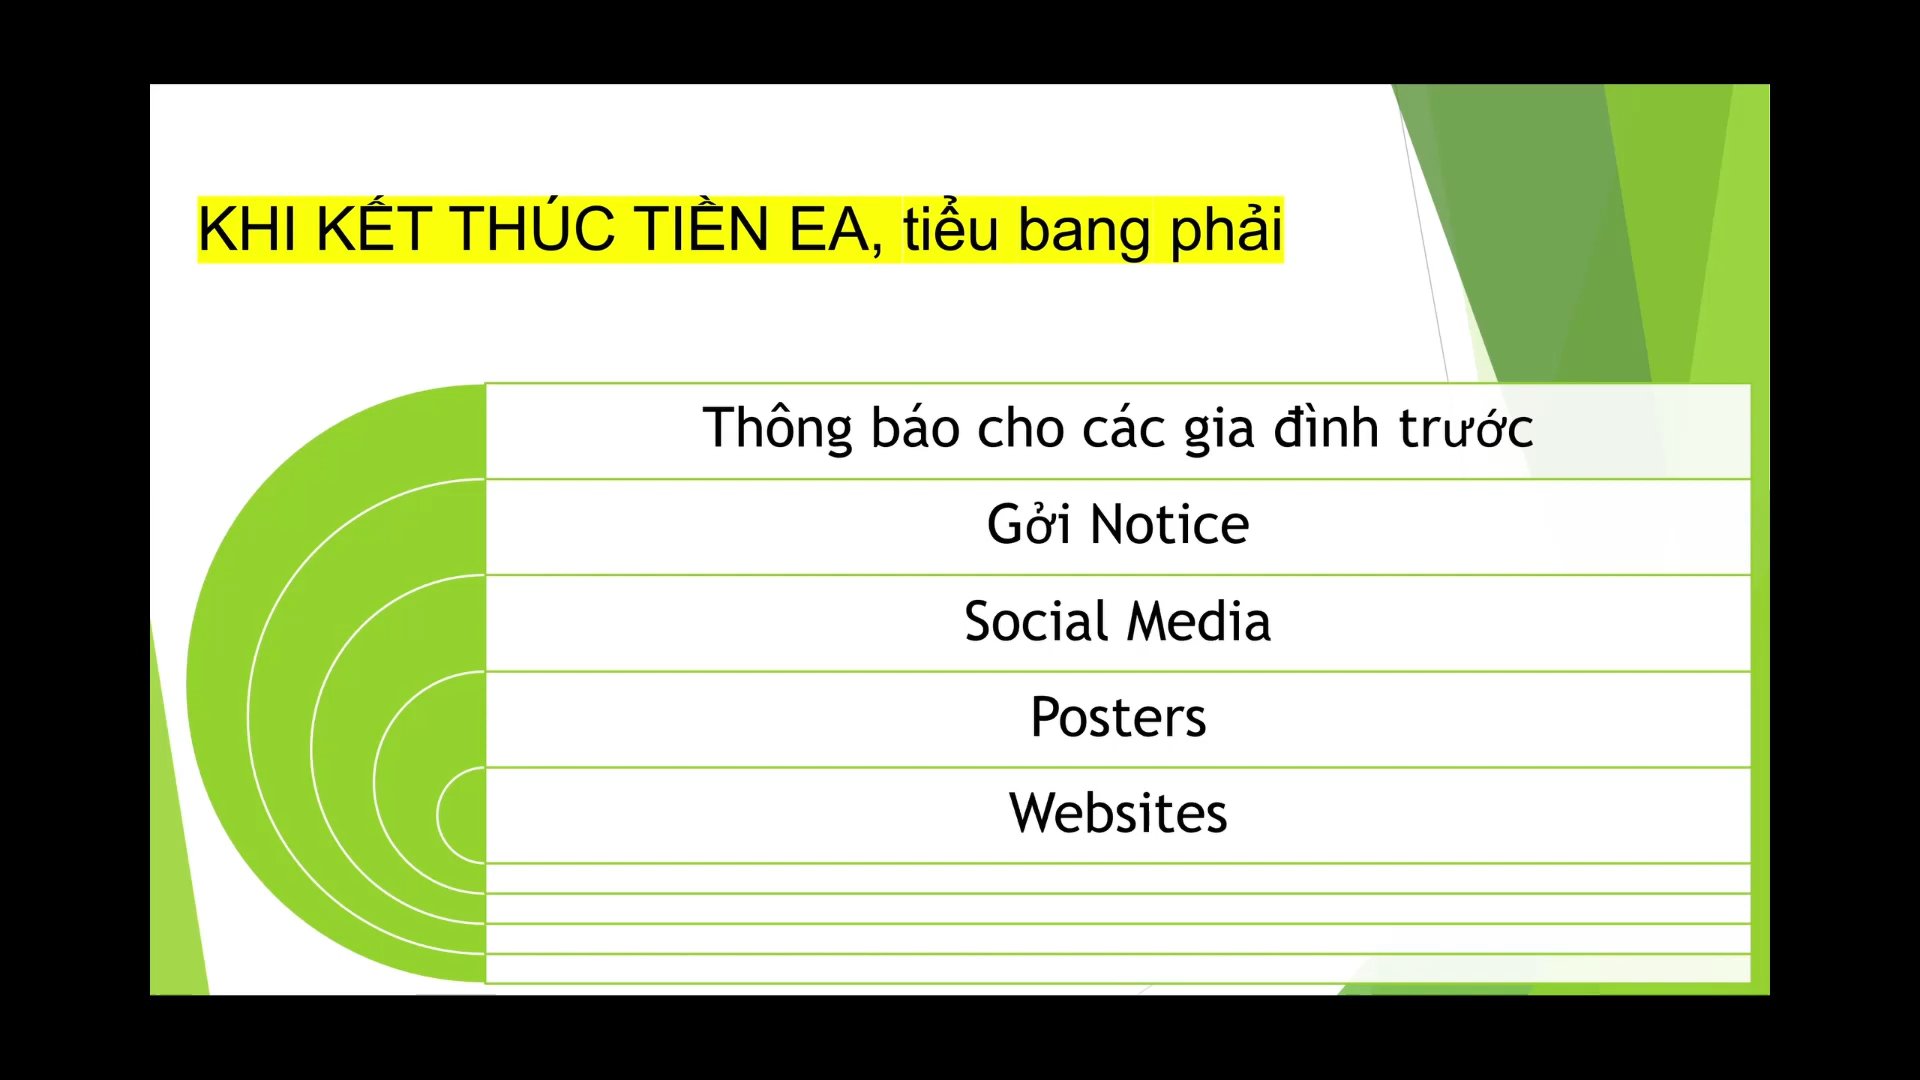 KHI KẾT THÚC TIỀN EA, tiểu bang phải
Thông báo cho các gia đình trước
Gởi Notice
Social Media
Posters
Websites